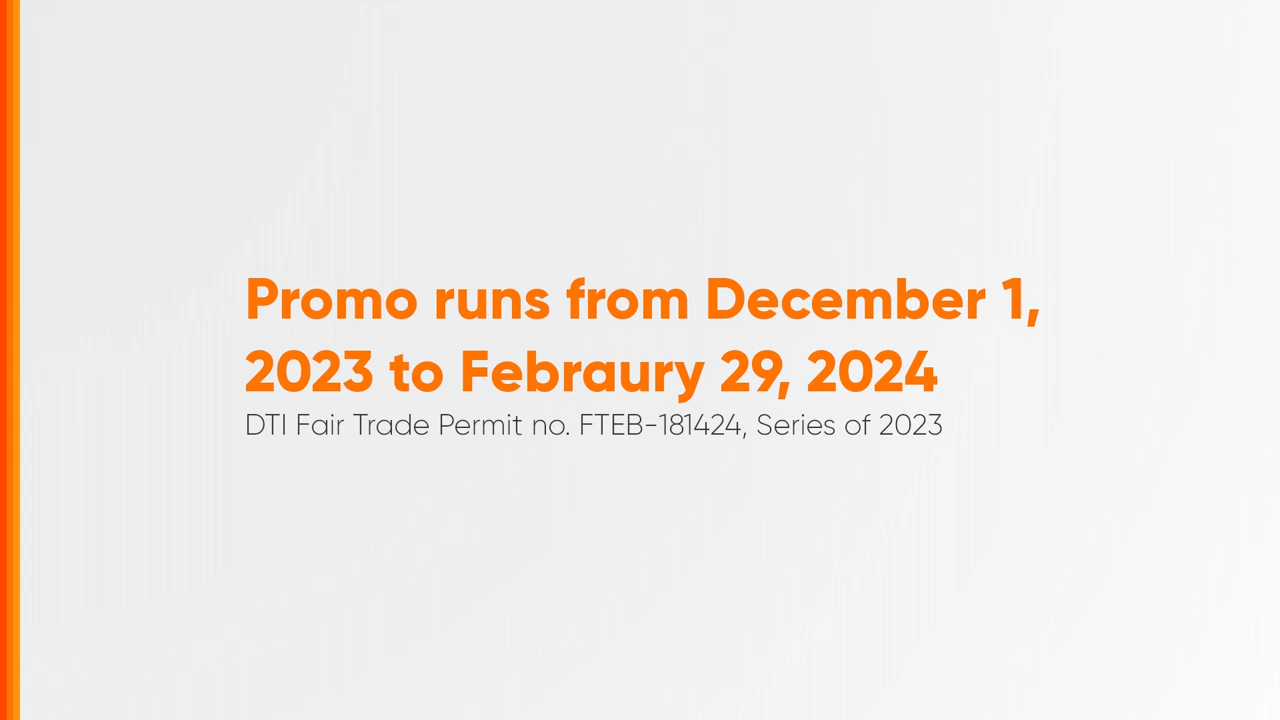 Promo runs from December 1,
2023 to Febraury 29, 2024
DTI Fair Trade Permit no. FTEB-181424, Series of 2023